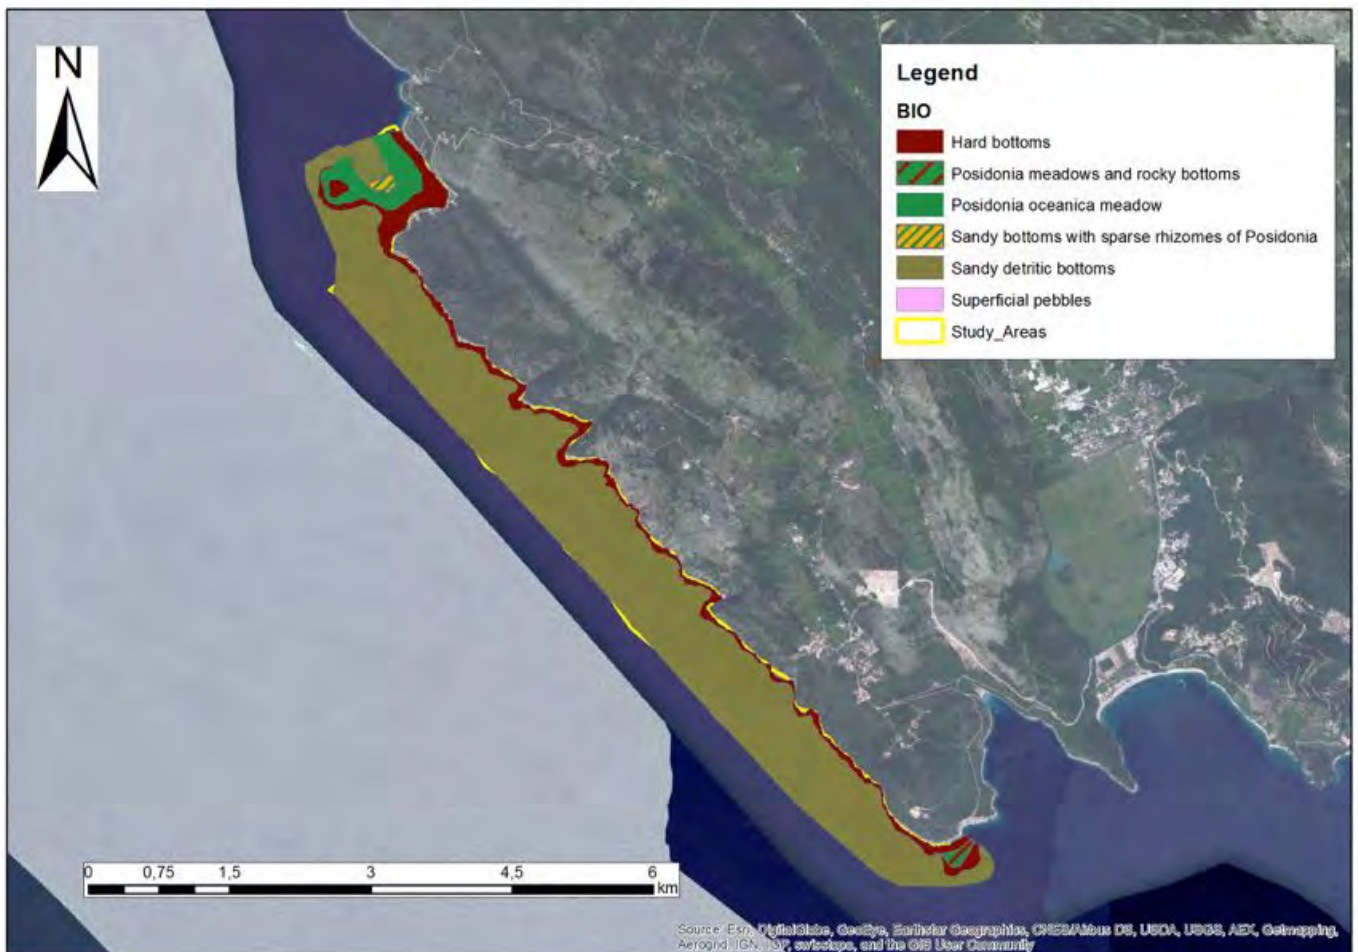 N
Legend
BIO
Hard bottoms
Posidonia meadows and rocky bottoms
Posidonia oceanica meadow
Sandy bottoms with sparse rhizomes of Posidonia
Sandy detritic bottoms
Superficial pebbles
Study_Areas
0 0,75 1,5 3 4,5 6
km
Source: Esri, DigitalGlobe, GeoEye, Earthstar Geographics, CNES/Airbus DS, USDA, USGS, AEX, Getmapping,
Aerogrid, IGN, IGP, swisstopo, and the GIS User Community